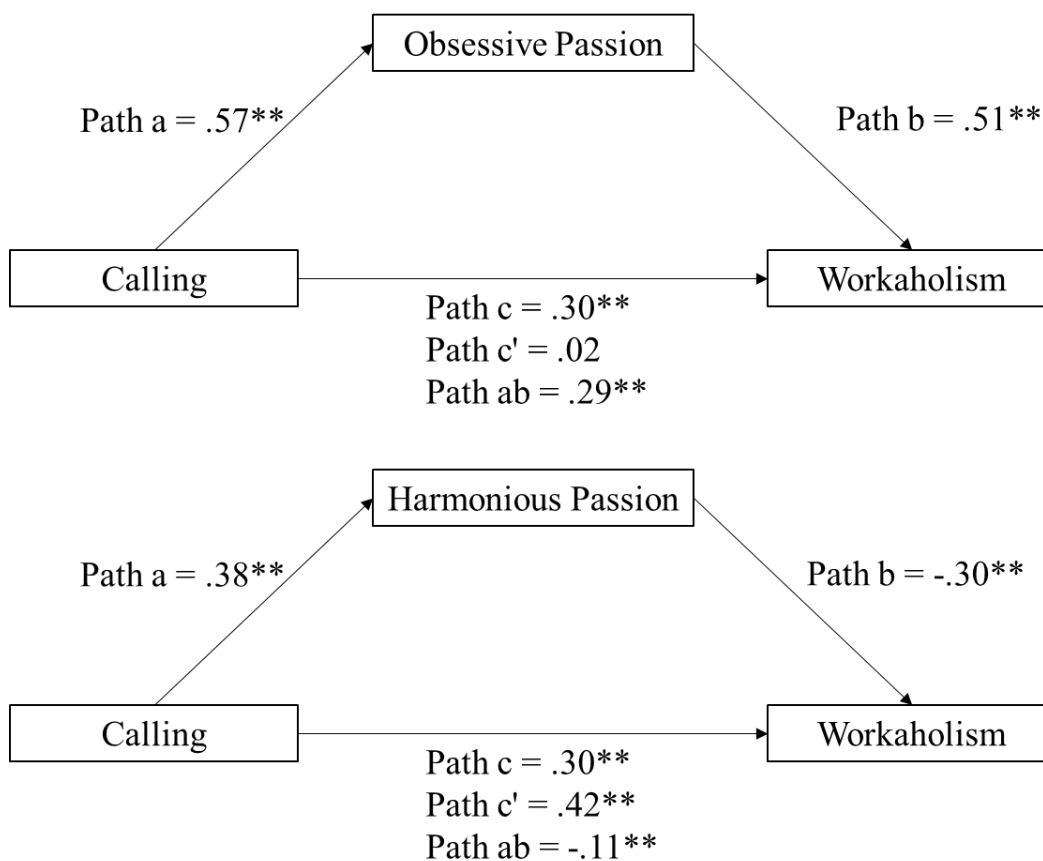 Obsessive Passion
Path a = .57**
Path b = .51**
Calling
Workaholism
Path c = .30**
Path c' = .02
Path ab = .29**
Harmonious Passion
Path a = .38**
Path b = -.30**
Calling
Workaholism
Path c = .30**
Path c' = .42**
Path ab = -.11**